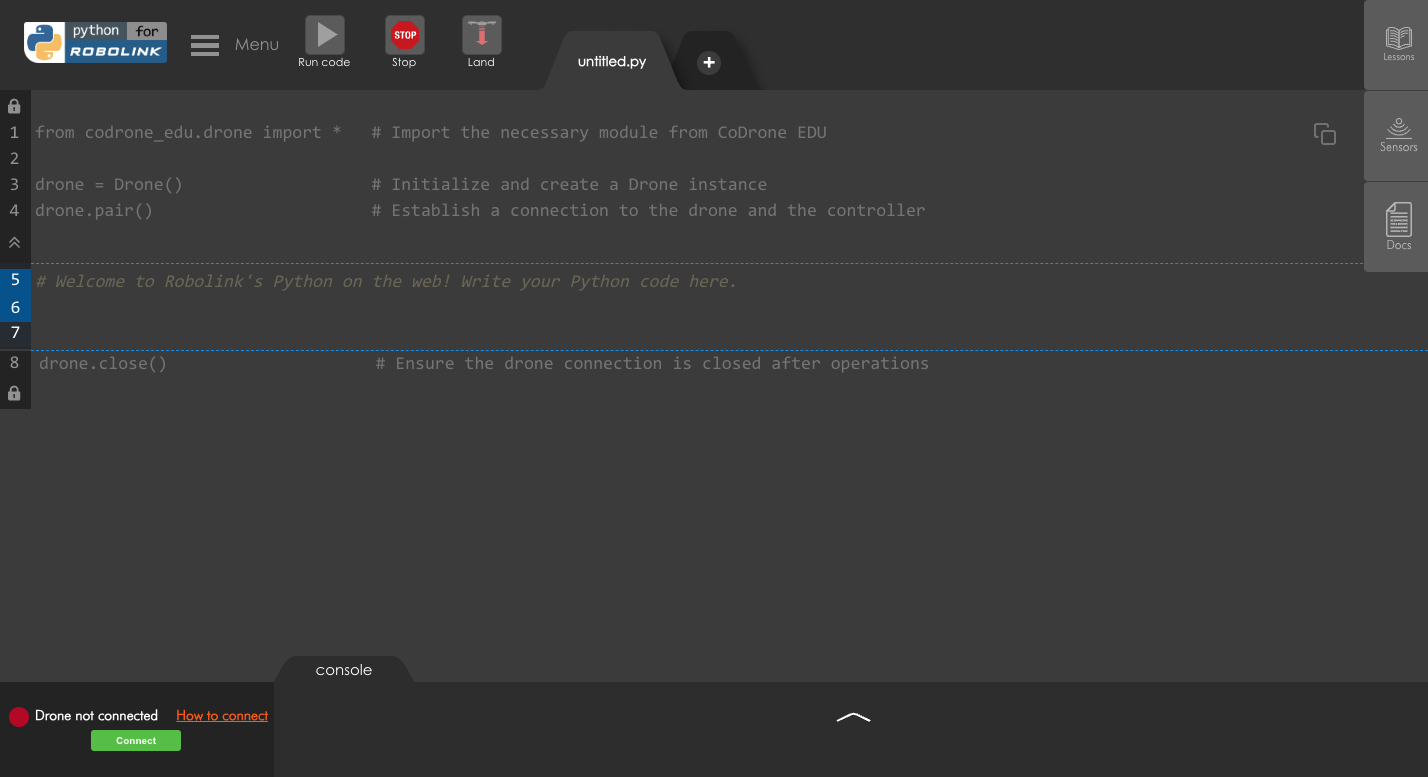 python for
ROBOLINK
Menu
Run code
STOP
Stop
Land
untitled.py
+
Lessons
Sensors
Docs
1 from codrone_edu.drone import * # Import the necessary module from CoDrone EDU
2
3 drone = Drone() # Initialize and create a Drone instance
4 drone.pair() # Establish a connection to the drone and the controller
5 # Welcome to Robolink's Python on the web! Write your Python code here.
6
7
8 drone.close() # Ensure the drone connection is closed after operations
console
Drone not connected How to connect
Connect